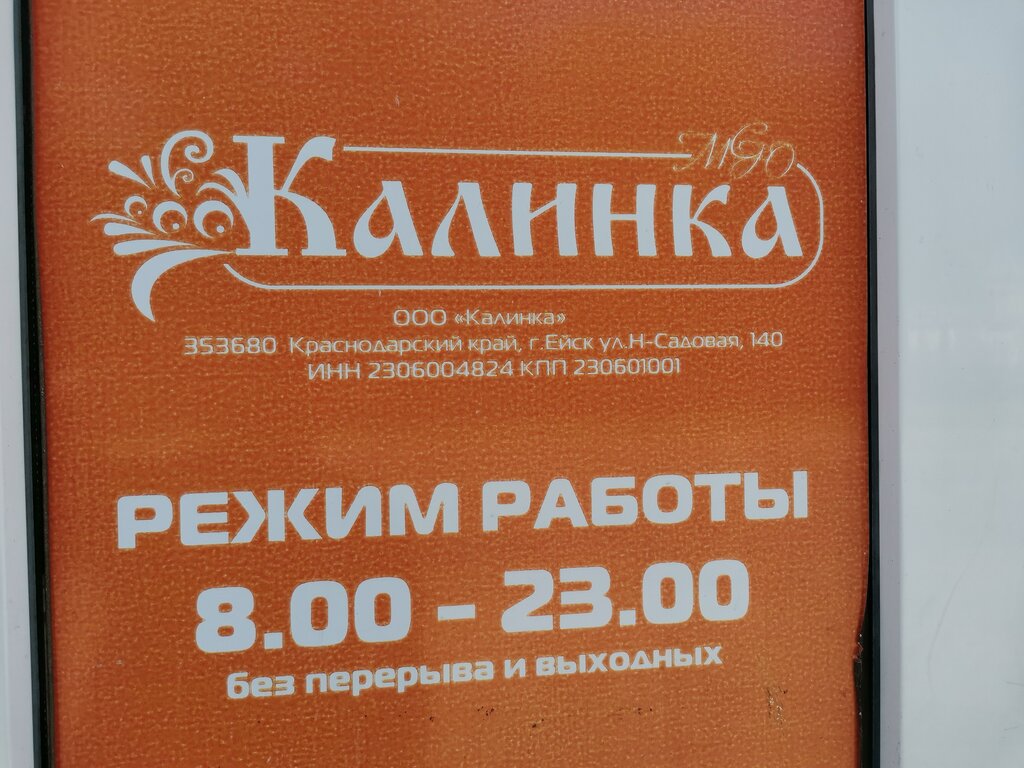 Калинка
ООО «Калинка»
353680 Краснодарский край, г.Ейск ул.Н-Садовая, 140
ИНН 2306004824 КПП 230601001
РЕЖИМ РАБОТЫ
8.00 - 23.00
без перерыва и выходных